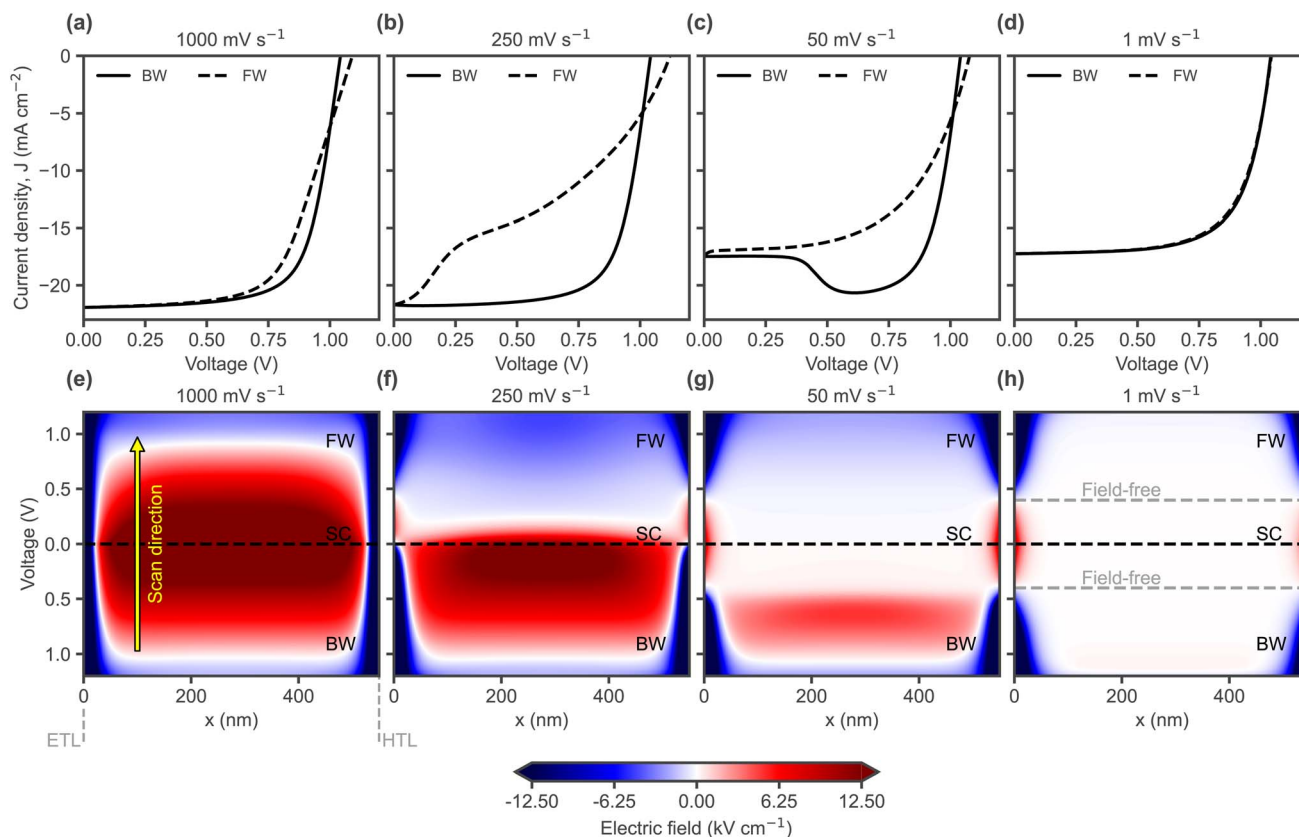 (a) (b) (c) (d)
1000 mV s⁻¹ 250 mV s⁻¹ 50 mV s⁻¹ 1 mV s⁻¹
BW FW BW FW BW FW BW FW
Current density, J (mA cm⁻²)
0
−5
−10
−15
−20
0.00 0.25 0.50 0.75 1.00 0.00 0.25 0.50 0.75 1.00 0.00 0.25 0.50 0.75 1.00 0.00 0.25 0.50 0.75 1.00
Voltage (V) Voltage (V) Voltage (V) Voltage (V)
(e) (f) (g) (h)
1000 mV s⁻¹ 250 mV s⁻¹ 50 mV s⁻¹ 1 mV s⁻¹
Voltage (V)
1.0
0.5
0.0
0.5
1.0
Scan direction
FW FW FW FW
Field-free
SC SC SC SC
Field-free
BW BW BW BW
0 200 400 0 200 400 0 200 400 0 200 400
x (nm) x (nm) x (nm) x (nm)
ETL HTL
-12.50 -6.25 0.00 6.25 12.50
Electric field (kV cm⁻¹)